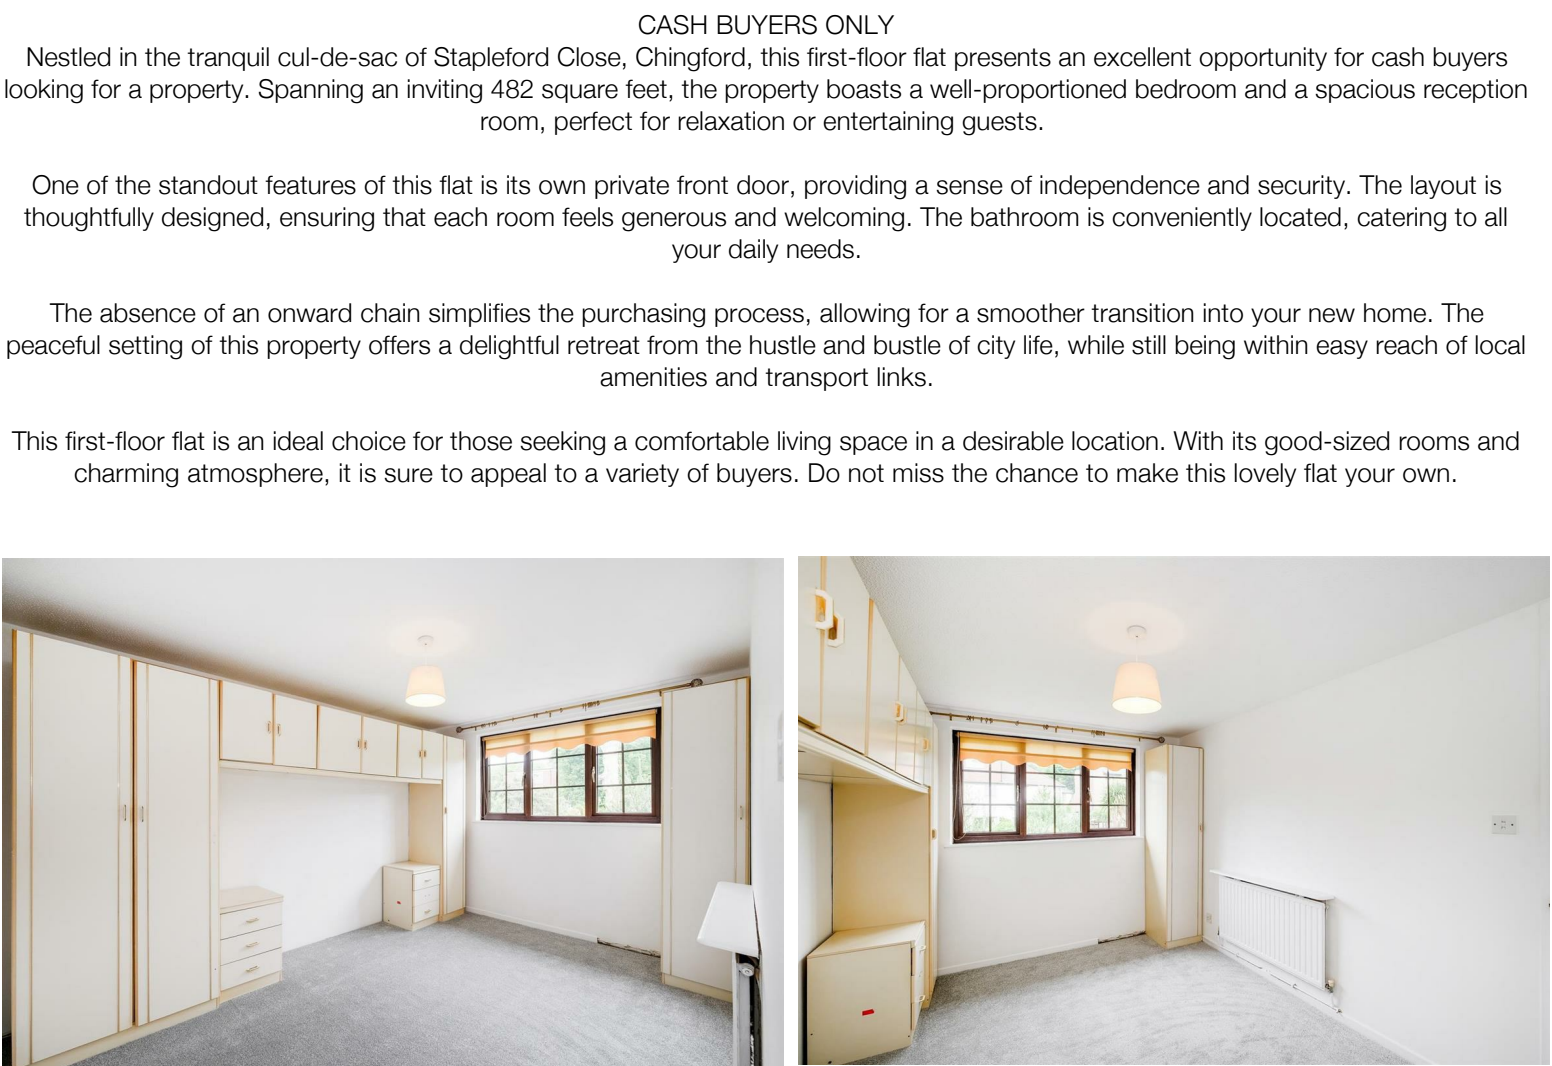 CASH BUYERS ONLY
Nestled in the tranquil cul-de-sac of Stapleford Close, Chingford, this first-floor flat presents an excellent opportunity for cash buyers
looking for a property. Spanning an inviting 482 square feet, the property boasts a well-proportioned bedroom and a spacious reception
room, perfect for relaxation or entertaining guests.
One of the standout features of this flat is its own private front door, providing a sense of independence and security. The layout is
thoughtfully designed, ensuring that each room feels generous and welcoming. The bathroom is conveniently located, catering to all
your daily needs.
The absence of an onward chain simplifies the purchasing process, allowing for a smoother transition into your new home. The
peaceful setting of this property offers a delightful retreat from the hustle and bustle of city life, while still being within easy reach of local
amenities and transport links.
This first-floor flat is an ideal choice for those seeking a comfortable living space in a desirable location. With its good-sized rooms and
charming atmosphere, it is sure to appeal to a variety of buyers. Do not miss the chance to make this lovely flat your own.